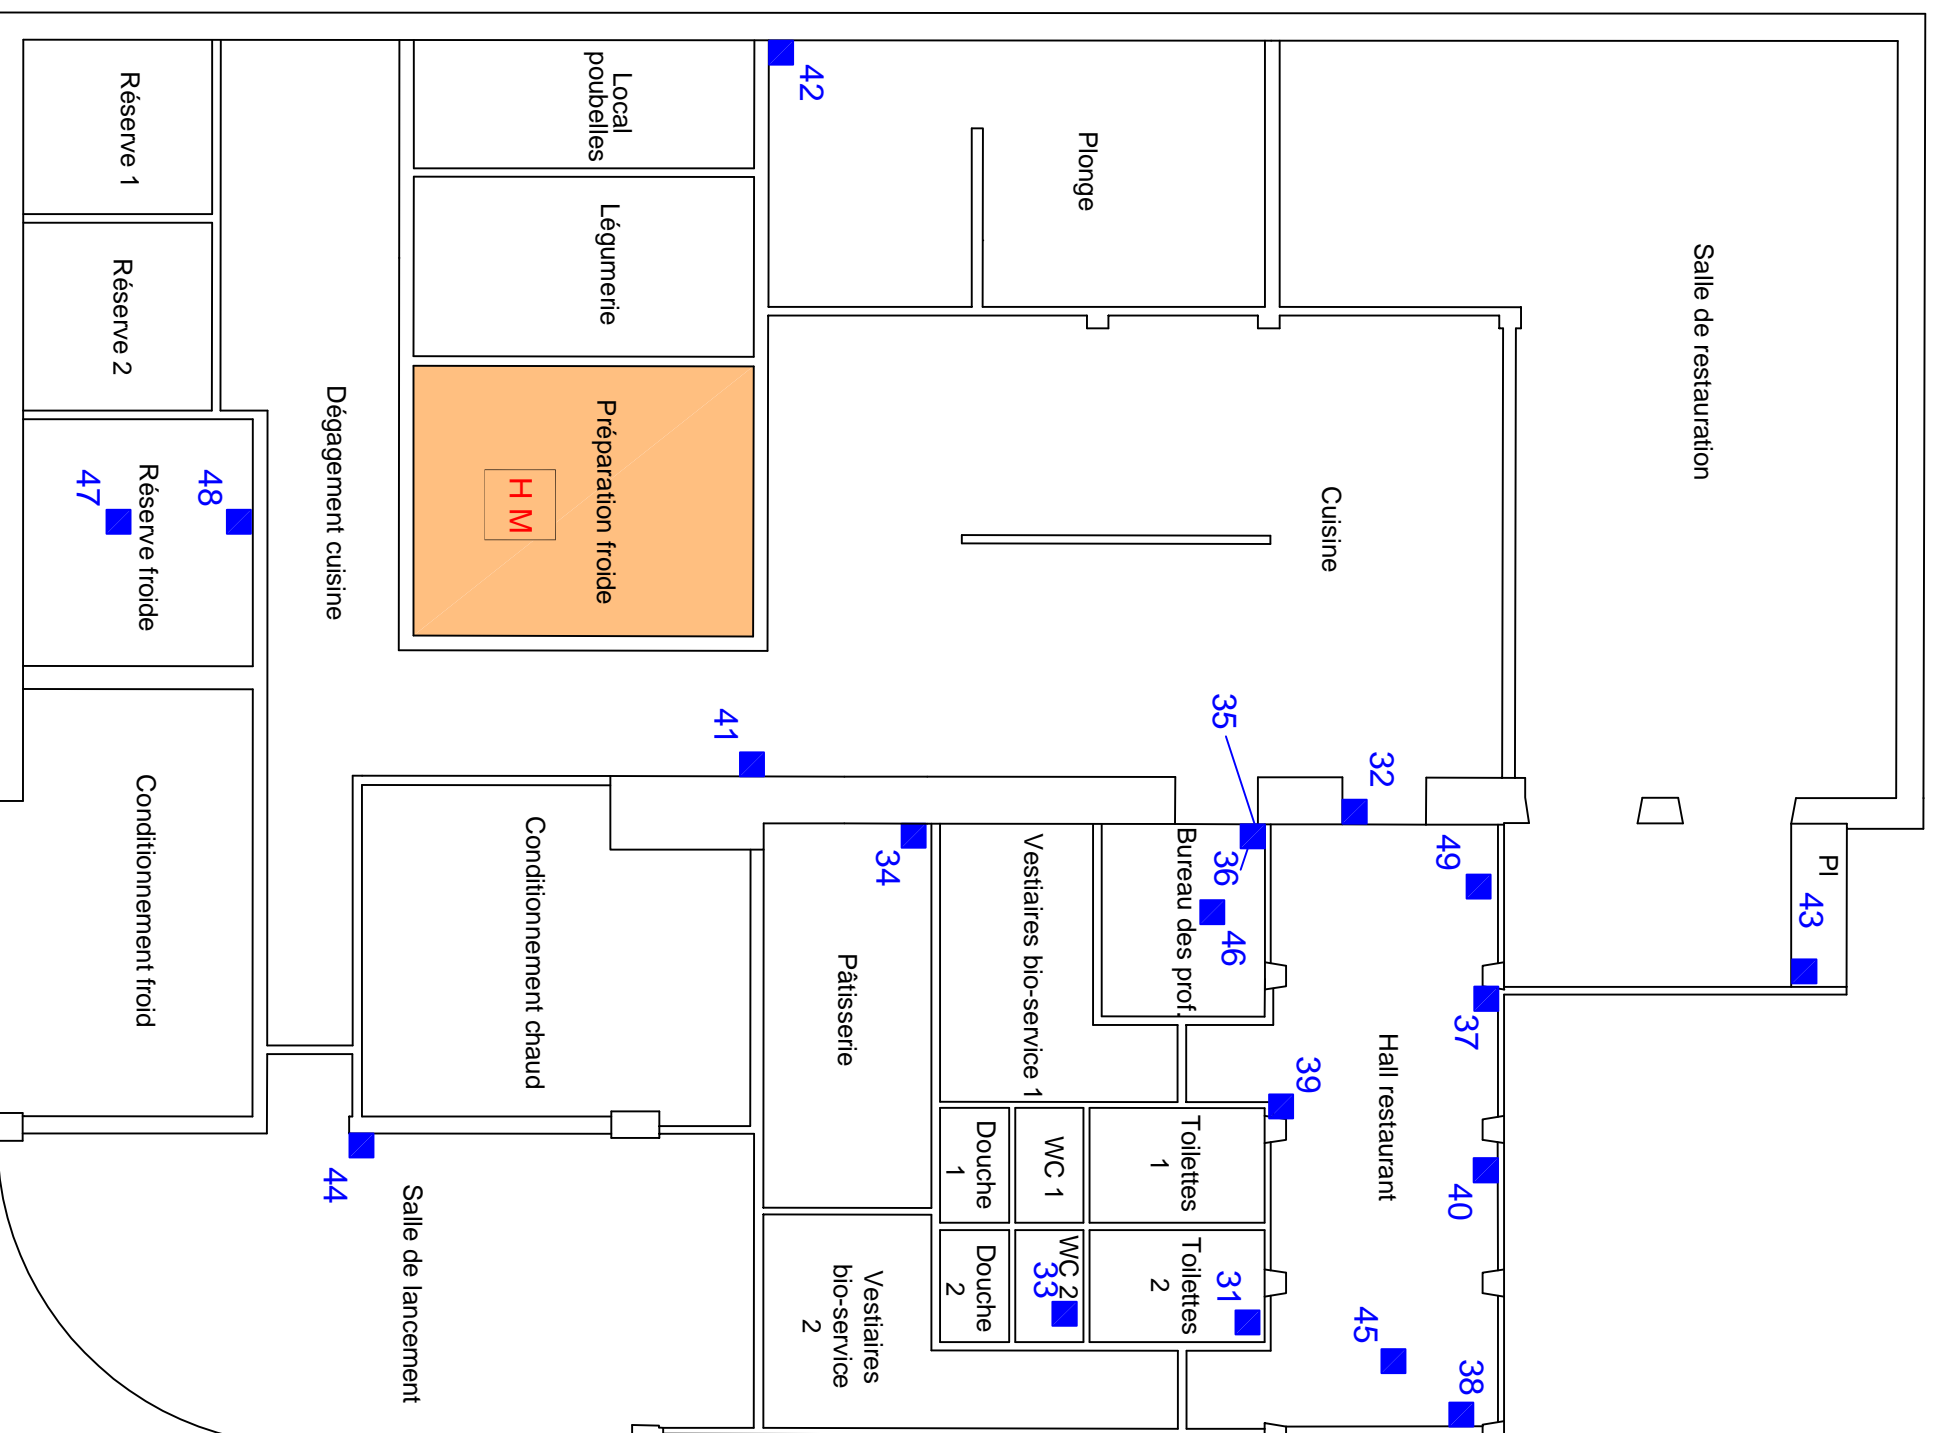 Salle de restauration
Pl
43
Plonge
42
Cuisine
35
32
49
37
Hall restaurant
40
45
38
39
36
46
Bureau des prof.
Local
poubelles
Légumerie
Préparation froide
H M
Réserve 1
Réserve 2
Dégagement cuisine
48
Réserve froide
47
41
34
Vestiaires bio-service 1
Pâtisserie
Toilettes
1
WC 1
Douche
1
Toilettes
2
31
WC 2
33
Douche
2
Vestiaires
bio-service
2
Conditionnement chaud
Conditionnement froid
44
Salle de lancement